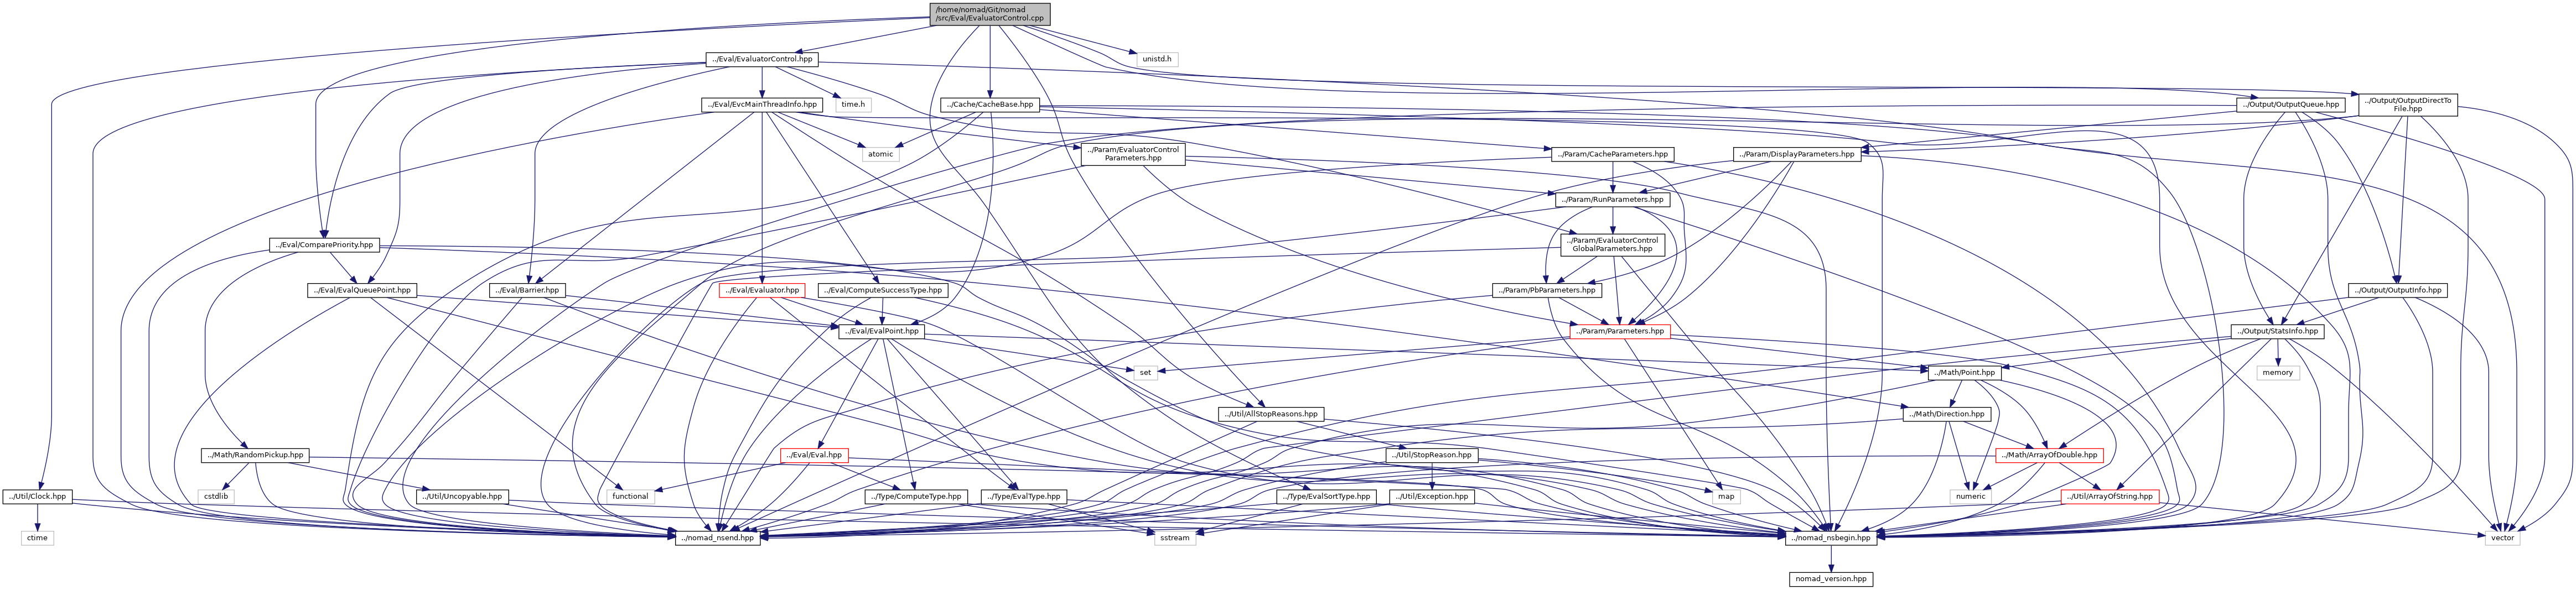 /home/nomad/Git/nomad
/src/Eval/EvaluatorControl.cpp
../Eval/EvaluatorControl.hpp
unistd.h
../Eval/EvcMainThreadInfo.hpp
time.h
../Cache/CacheBase.hpp
../Output/OutputQueue.hpp
../Output/OutputDirectTo
File.hpp
atomic
../Param/EvaluatorControl
Parameters.hpp
../Param/CacheParameters.hpp
../Param/DisplayParameters.hpp
../Param/RunParameters.hpp
../Eval/ComparePriority.hpp
../Param/EvaluatorControl
GlobalParameters.hpp
../Eval/EvalQueuePoint.hpp
../Eval/Barrier.hpp
../Eval/Evaluator.hpp
../Eval/ComputeSuccessType.hpp
../Param/PbParameters.hpp
../Output/OutputInfo.hpp
../Eval/EvalPoint.hpp
../Param/Parameters.hpp
../Output/StatsInfo.hpp
set
../Math/Point.hpp
memory
../Util/AllStopReasons.hpp
../Math/Direction.hpp
../Math/RandomPickup.hpp
../Eval/Eval.hpp
../Util/StopReason.hpp
../Math/ArrayOfDouble.hpp
../Util/Clock.hpp
cstdlib
../Util/Uncopyable.hpp
functional
../Type/ComputeType.hpp
../Type/EvalType.hpp
../Type/EvalSortType.hpp
../Util/Exception.hpp
map
numeric
../Util/ArrayOfString.hpp
ctime
../nomad_nsend.hpp
sstream
../nomad_nsbegin.hpp
vector
nomad_version.hpp